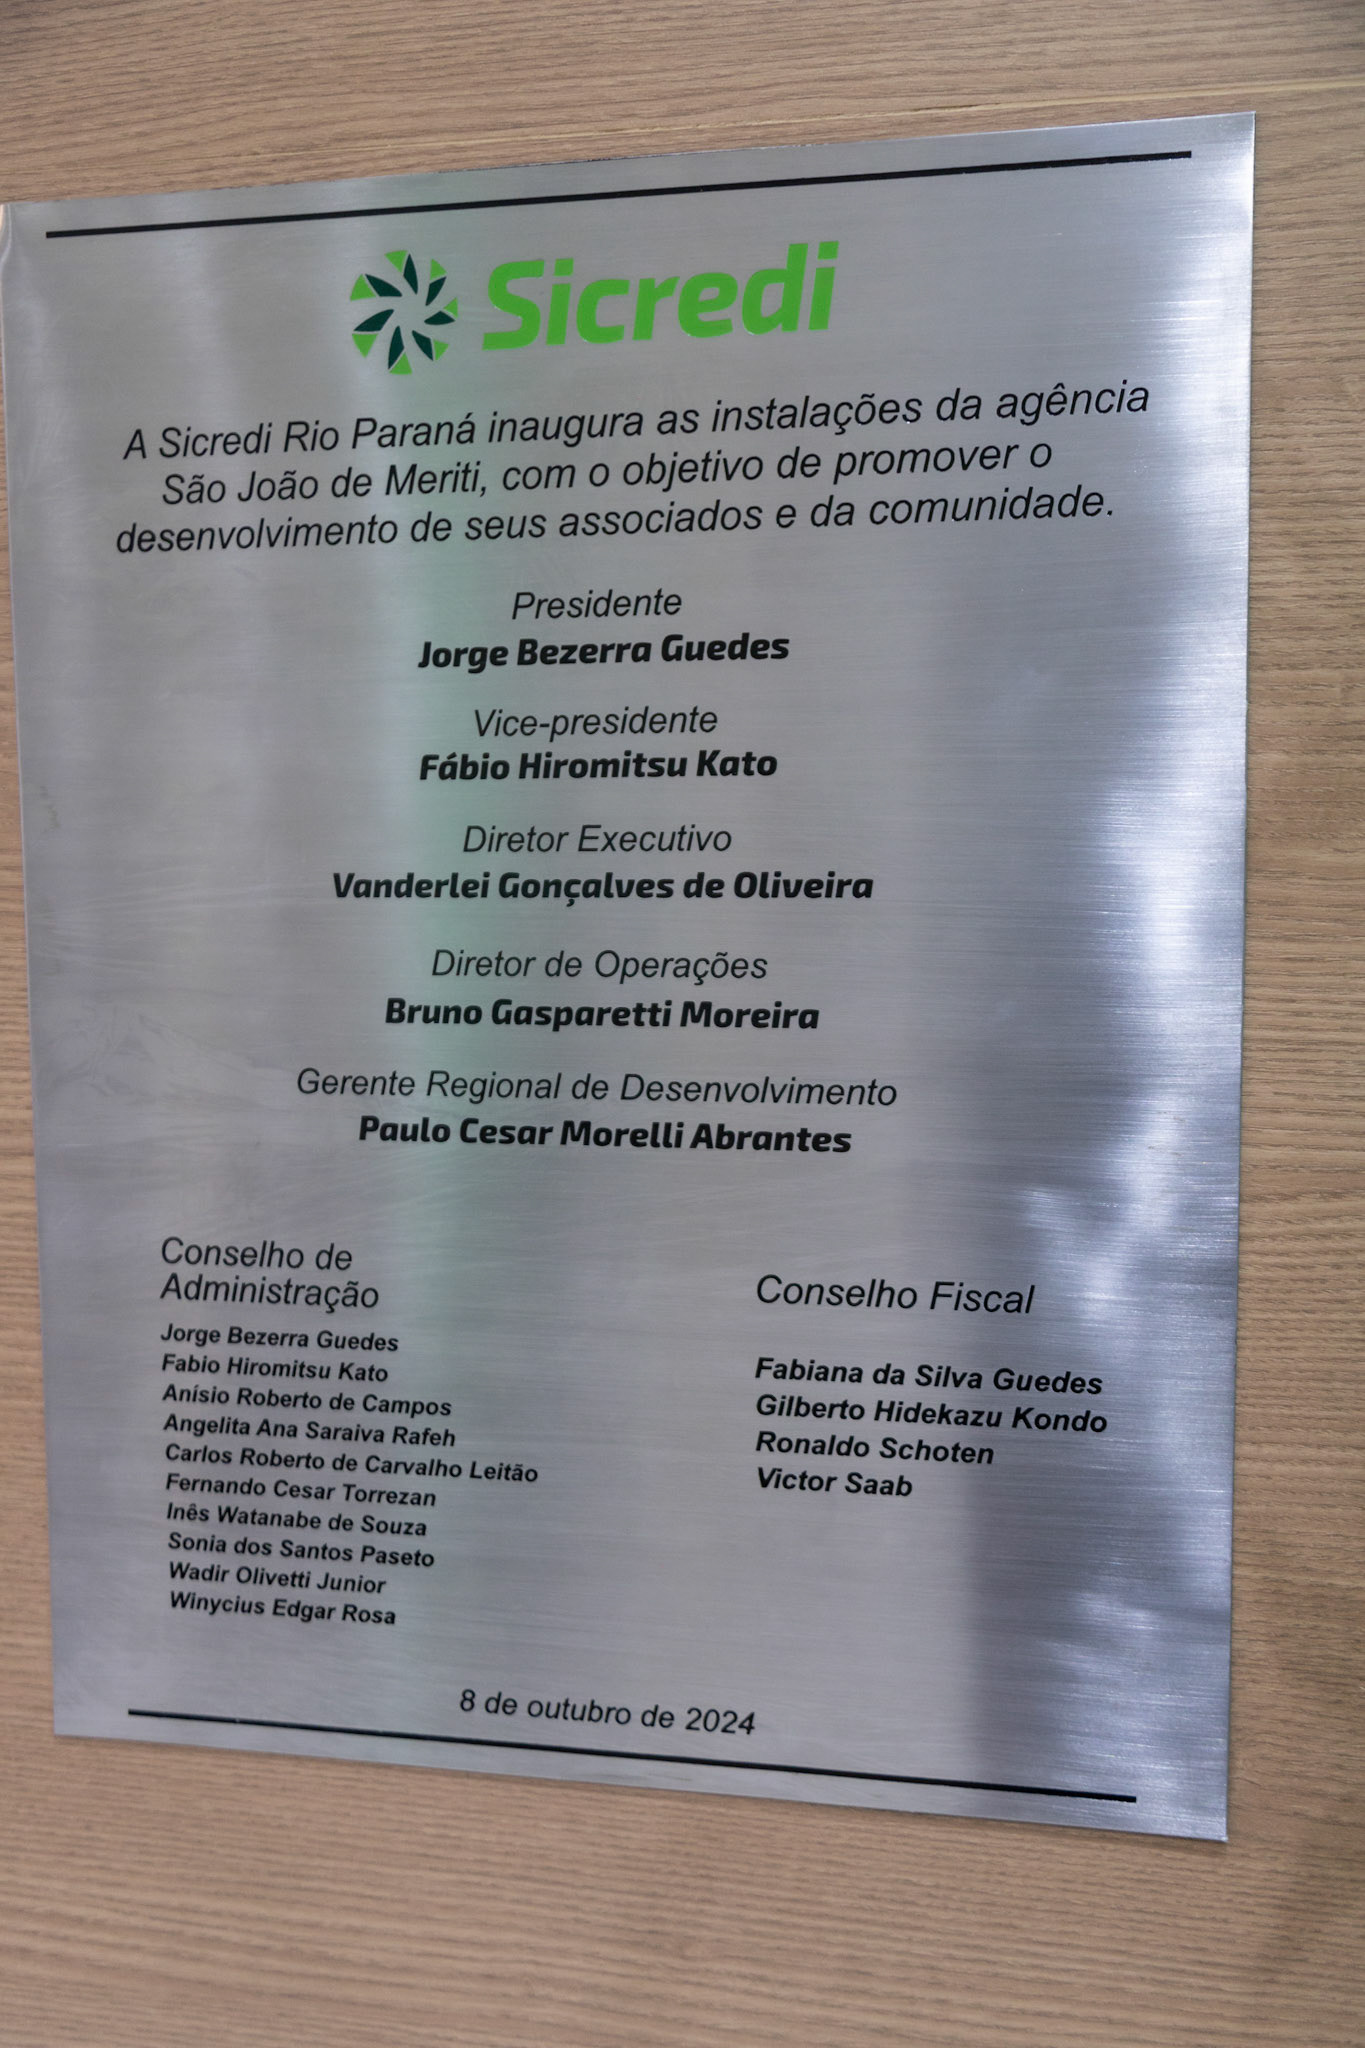 Sicredi
A Sicredi Rio Paraná inaugura as instalações da agência
São João de Meriti, com o objetivo de promover o
desenvolvimento de seus associados e da comunidade.
Presidente
Jorge Bezerra Guedes
Vice-presidente
Fábio Hiromitsu Kato
Diretor Executivo
Vanderlei Gonçalves de Oliveira
Diretor de Operações
Bruno Gasparetti Moreira
Gerente Regional de Desenvolvimento
Paulo Cesar Morelli Abrantes
Conselho de
Administração
Jorge Bezerra Guedes
Fabio Hiromitsu Kato
Anísio Roberto de Campos
Angelita Ana Saraiva Rafeh
Carlos Roberto de Carvalho Leitão
Fernando Cesar Torrezan
Inês Watanabe de Souza
Sonia dos Santos Paseto
Wadir Olivetti Junior
Winycius Edgar Rosa
Conselho Fiscal
Fabiana da Silva Guedes
Gilberto Hidekazu Kondo
Ronaldo Schoten
Victor Saab
8 de outubro de 2024